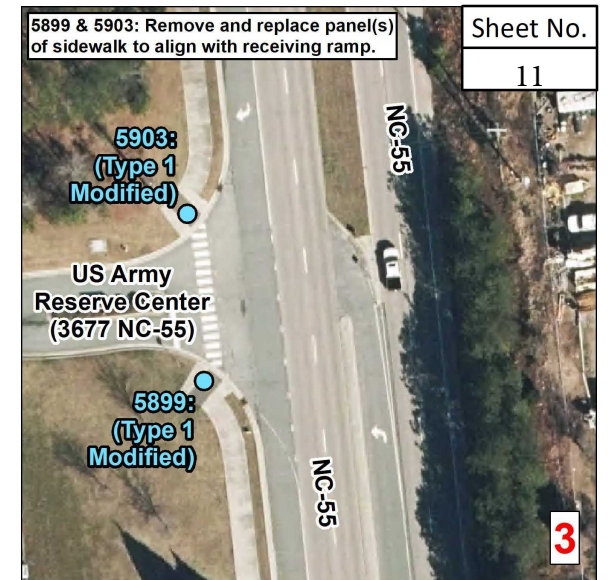 5899 & 5903: Remove and replace panel(s)
of sidewalk to align with receiving ramp.
Sheet No.
11
NC-55
5903:
(Type 1
Modified)
US Army
Reserve Center
(3677 NC-55)
5899:
(Type 1
Modified)
NC-55
3